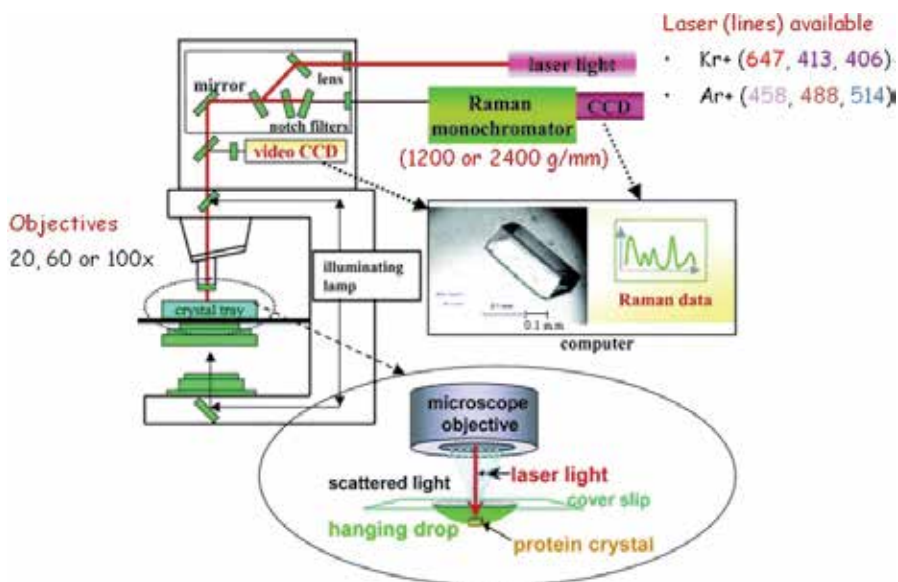 Laser (lines) available
• Kr+ (647, 413, 406)
• Ar+ (458, 488, 514)
laser light
lens
mirror
notch filters
Raman
monochromator
CCD
(1200 or 2400 g/mm)
video CCD
Objectives
20, 60 or 100x
illuminating
lamp
crystal tray
0.1 mm
Raman data
computer
microscope
objective
scattered light
laser light
cover slip
hanging drop
protein crystal